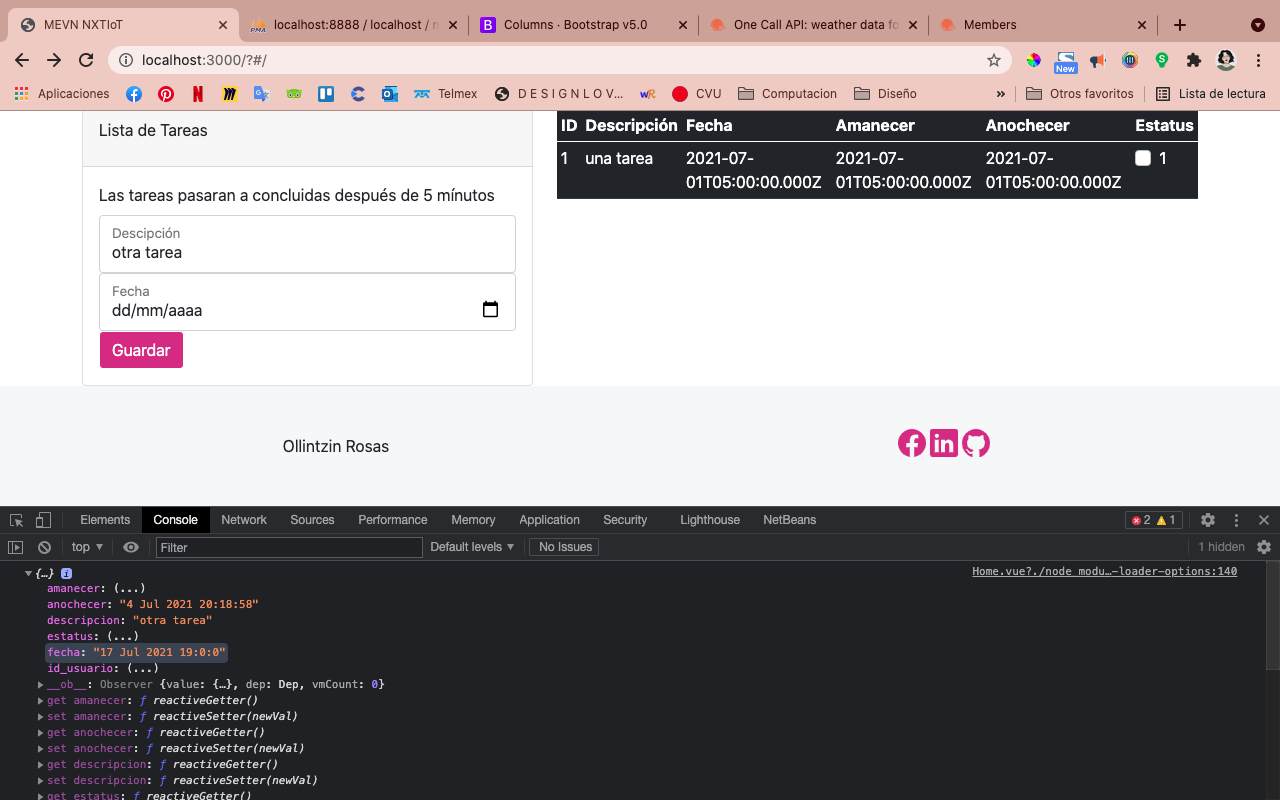 MEVN NXTIoT
localhost:8888 / localhost / n
Columns · Bootstrap v5.0
One Call API: weather data fo
Members
localhost:3000/?#/
New
Aplicaciones
Telmex
D E S I G N L O V...
CVU
Computacion
Diseño
»
Otros favoritos
Lista de lectura
Lista de Tareas
Las tareas pasaran a concluidas después de 5 mínutos
Descipción
otra tarea
Fecha
dd/mm/aaaa
Guardar
ID Descripción Fecha Amanecer Anochecer Estatus
1 una tarea 2021-07- 2021-07- 2021-07- 1
01T05:00:00.000Z 01T05:00:00.000Z 01T05:00:00.000Z
Ollintzin Rosas
Elements Console Network Sources Performance Memory Application Security Lighthouse NetBeans 2 1
top Filter Default levels No Issues 1 hidden
{…} Home.vue?./node_modu…-loader-options:140
amanecer: (...)
anochecer: "4 Jul 2021 20:18:58"
descripcion: "otra tarea"
estatus: (...)
fecha: "17 Jul 2021 19:0:0"
id_usuario: (...)
__ob__: Observer {value: {…}, dep: Dep, vmCount: 0}
get amanecer: ƒ reactiveGetter()
set amanecer: ƒ reactiveSetter(newVal)
get anochecer: ƒ reactiveGetter()
set anochecer: ƒ reactiveSetter(newVal)
get descripcion: ƒ reactiveGetter()
set descripcion: ƒ reactiveSetter(newVal)
get estatus: ƒ reactiveGetter()